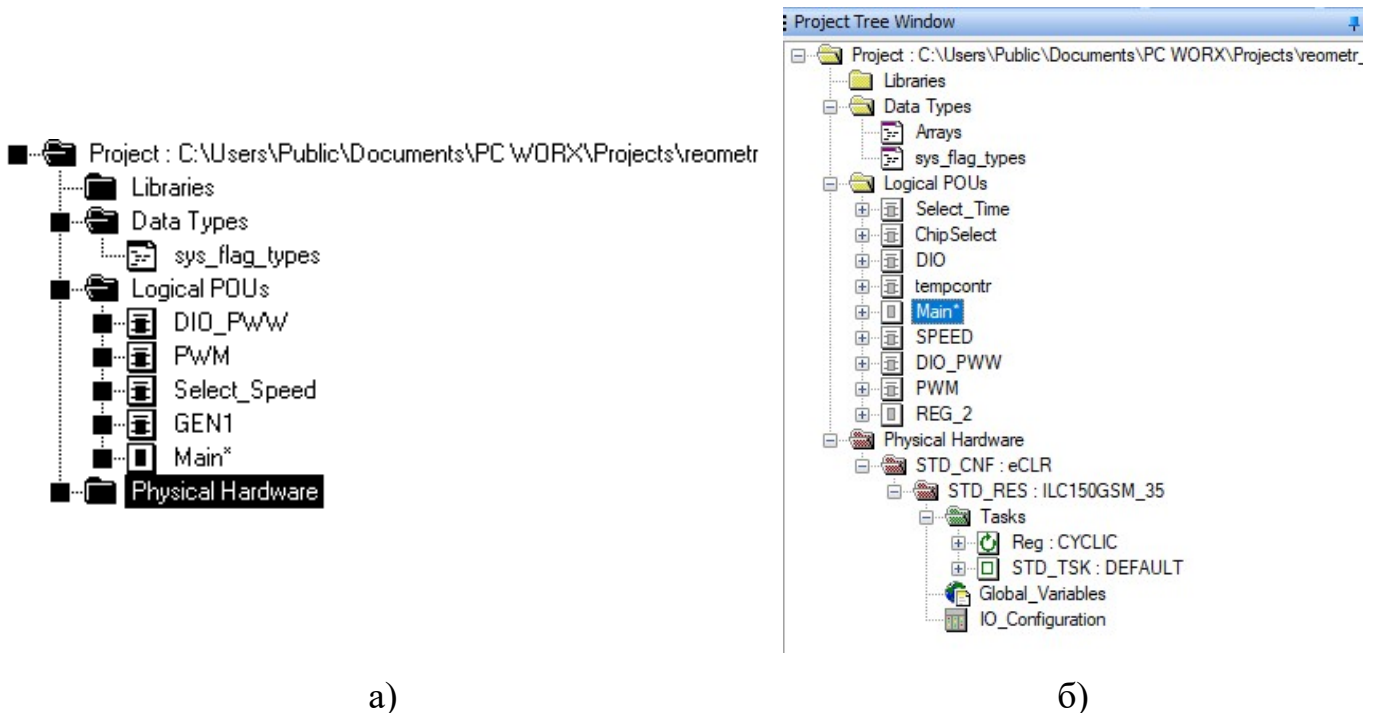 Project : C:\Users\Public\Documents\PC WORX\Projects\reometr
Libraries
Data Types
sys_flag_types
Logical POUs
DIO_PWW
PWM
Select_Speed
GEN1
Main*
Physical Hardware
а)
Project Tree Window
Project : C:\Users\Public\Documents\PC WORX\Projects\reometr_
Libraries
Data Types
Arrays
sys_flag_types
Logical POUs
Select_Time
ChipSelect
DIO
tempcontr
Main*
SPEED
DIO_PWW
PWM
REG_2
Physical Hardware
STD_CNF : eCLR
STD_RES : ILC150GSM_35
Tasks
Reg : CYCLIC
STD_TSK : DEFAULT
Global_Variables
IO_Configuration
б)